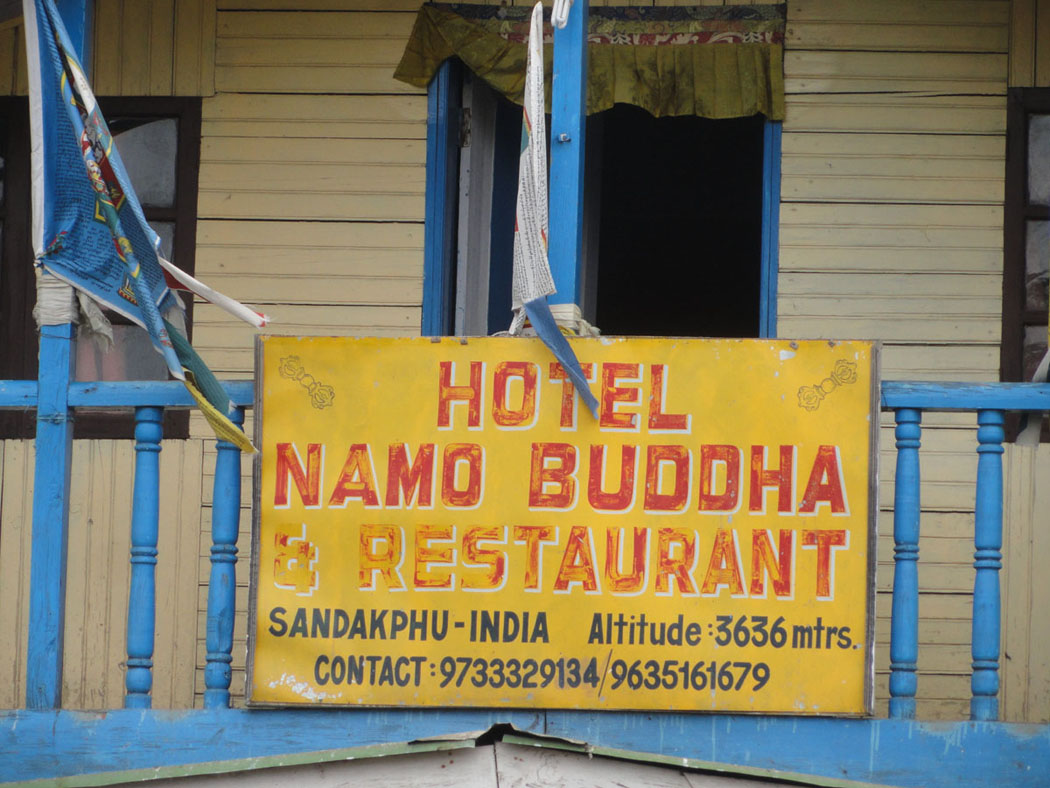 HOTEL
NAMO BUDDHA
& RESTAURANT
SANDAKPHU-INDIA Altitude:3636 mtrs.
CONTACT:9733329134/9635161679